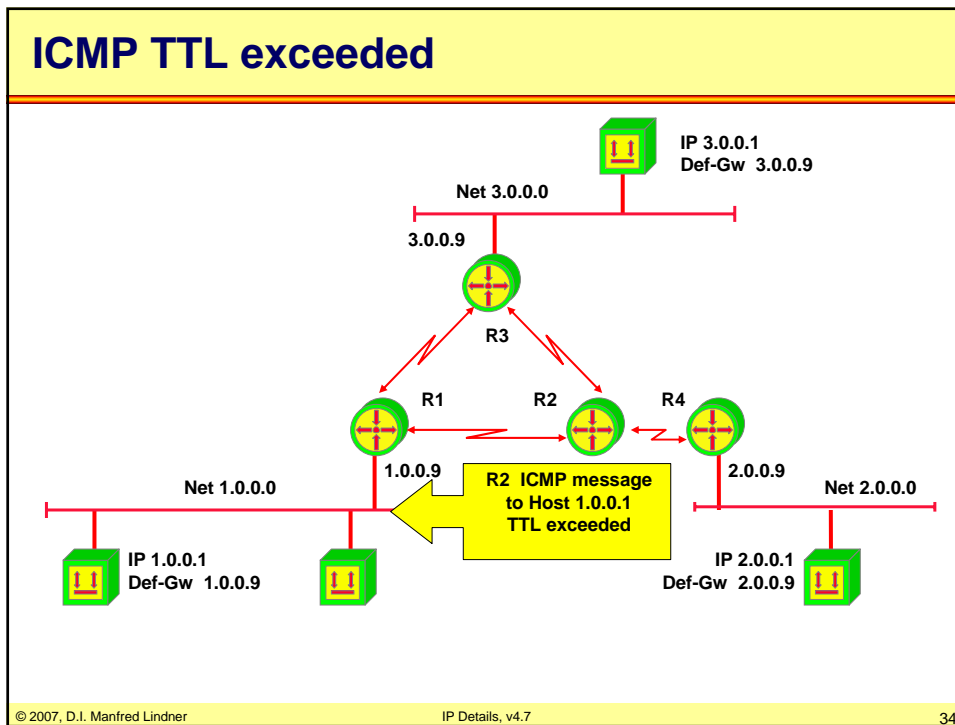 ICMP TTL exceeded
IP 3.0.0.1
Def-Gw 3.0.0.9
Net 3.0.0.0
3.0.0.9
R3
R1
R2
R4
1.0.0.9
R2 ICMP message
to Host 1.0.0.1
TTL exceeded
2.0.0.9
Net 1.0.0.0
Net 2.0.0.0
IP 1.0.0.1
Def-Gw 1.0.0.9
IP 2.0.0.1
Def-Gw 2.0.0.9
© 2007, D.I. Manfred Lindner
IP Details, v4.7
34